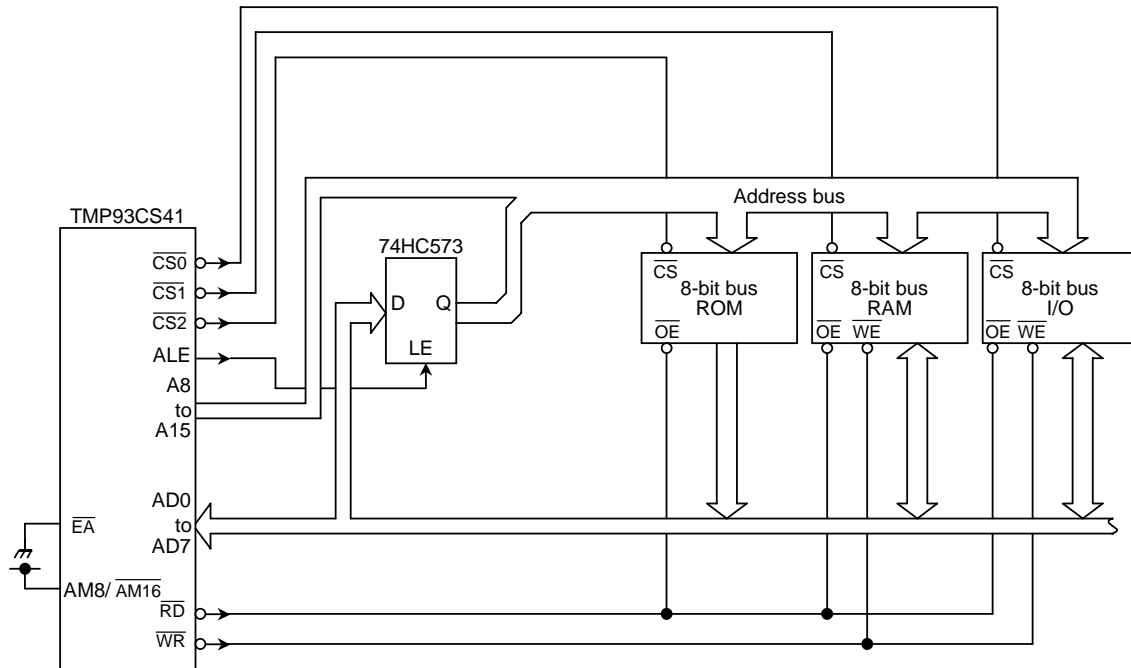 Address bus
TMP93CS41
74HC573
CS0
CS1
CS2
ALE
A8
to
A15
AD0
to
AD7
EA
AM8/ AM16
RD
WR
D
Q
LE
CS
8-bit bus
ROM
OE
CS
8-bit bus
RAM
OE
WE
CS
8-bit bus
I/O
OE
WE